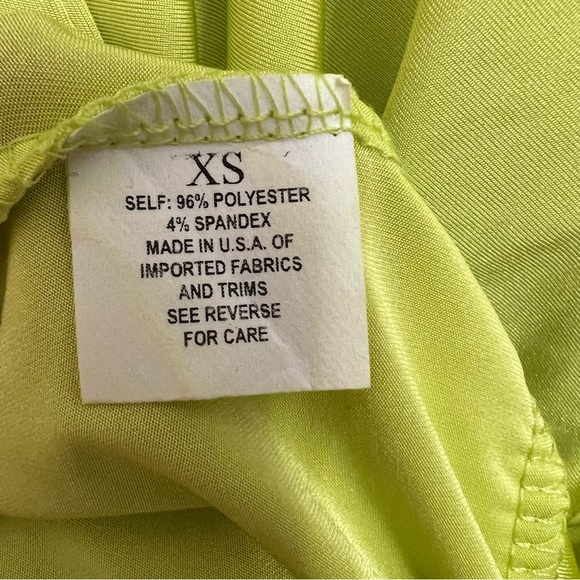 XS
SELF: 96% POLYESTER
4% SPANDEX
MADE IN U.S.A. OF
IMPORTED FABRICS
AND TRIMS
SEE REVERSE
FOR CARE